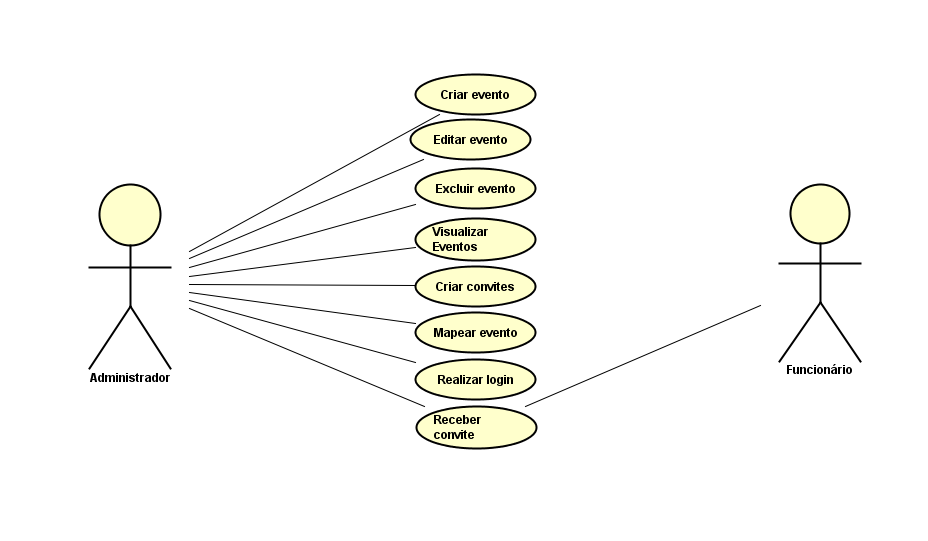 Criar evento
Editar evento
Excluir evento
Visualizar
Eventos
Criar convites
Mapear evento
Realizar login
Receber
convite
Administrador
Funcionário